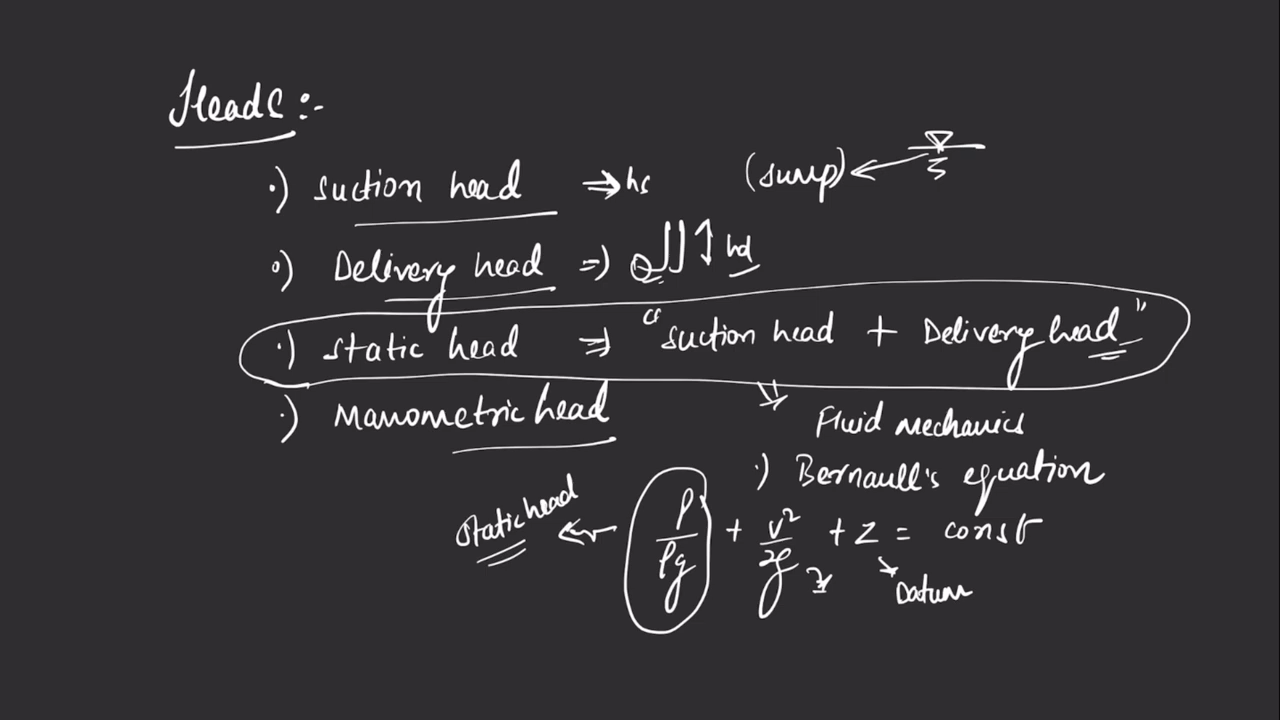 Heads :-
·) Suction head ⇒ hs (sump)
·) Delivery head ⇒ hd
·) Static head ⇒ "suction head + Delivery head"
·) Manometric head
Fluid mechanics
·) Bernaull's equation
static head ← P/ρg + v²/2g + z = const
Datum